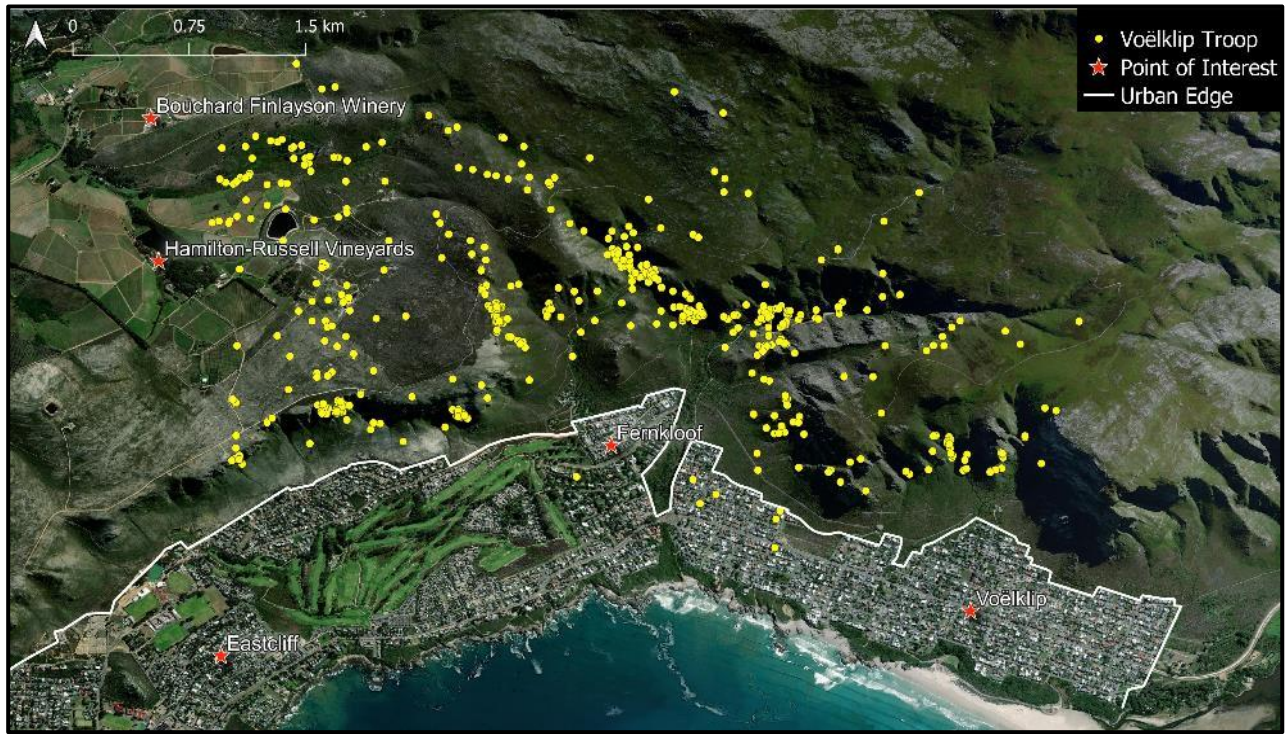 0 0.75 1.5 km
Voëlklip Troop
Point of Interest
Urban Edge
Bouchard Finlayson Winery
Hamilton-Russell Vineyards
Fernkloof
Voëlklip
Eastcliff